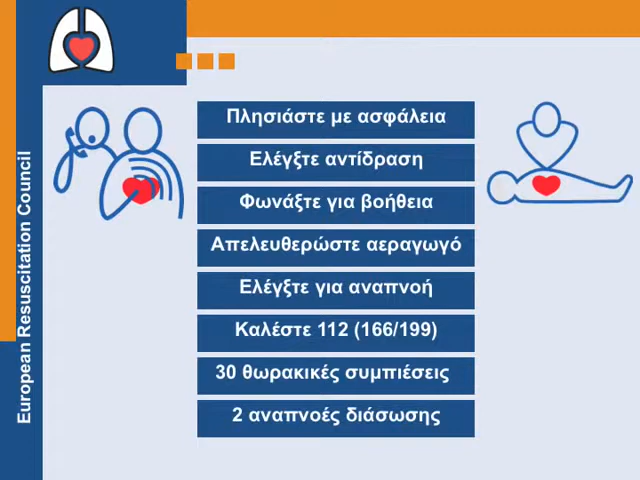 European Resuscitation Council
Πλησιάστε με ασφάλεια
Ελέγξτε αντίδραση
Φωνάξτε για βοήθεια
Απελευθερώστε αεραγωγό
Ελέγξτε για αναπνοή
Καλέστε 112 (166/199)
30 θωρακικές συμπιέσεις
2 αναπνοές διάσωσης